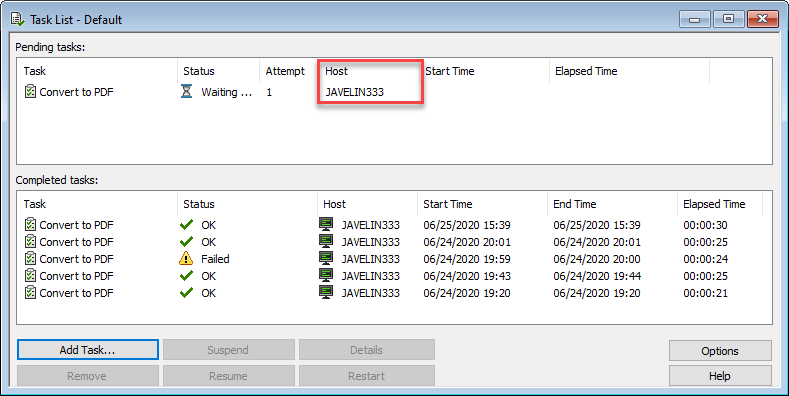 Task List - Default
Pending tasks:
Task Status Attempt Host Start Time Elapsed Time
Convert to PDF Waiting ... 1 JAVELIN333
Completed tasks:
Task Status Host Start Time End Time Elapsed Time
Convert to PDF OK JAVELIN333 06/25/2020 15:39 06/25/2020 15:39 00:00:30
Convert to PDF OK JAVELIN333 06/24/2020 20:01 06/24/2020 20:01 00:00:25
Convert to PDF Failed JAVELIN333 06/24/2020 19:59 06/24/2020 20:00 00:00:24
Convert to PDF OK JAVELIN333 06/24/2020 19:43 06/24/2020 19:44 00:00:25
Convert to PDF OK JAVELIN333 06/24/2020 19:20 06/24/2020 19:20 00:00:21
Add Task... Suspend Details Options
Remove Resume Restart Help